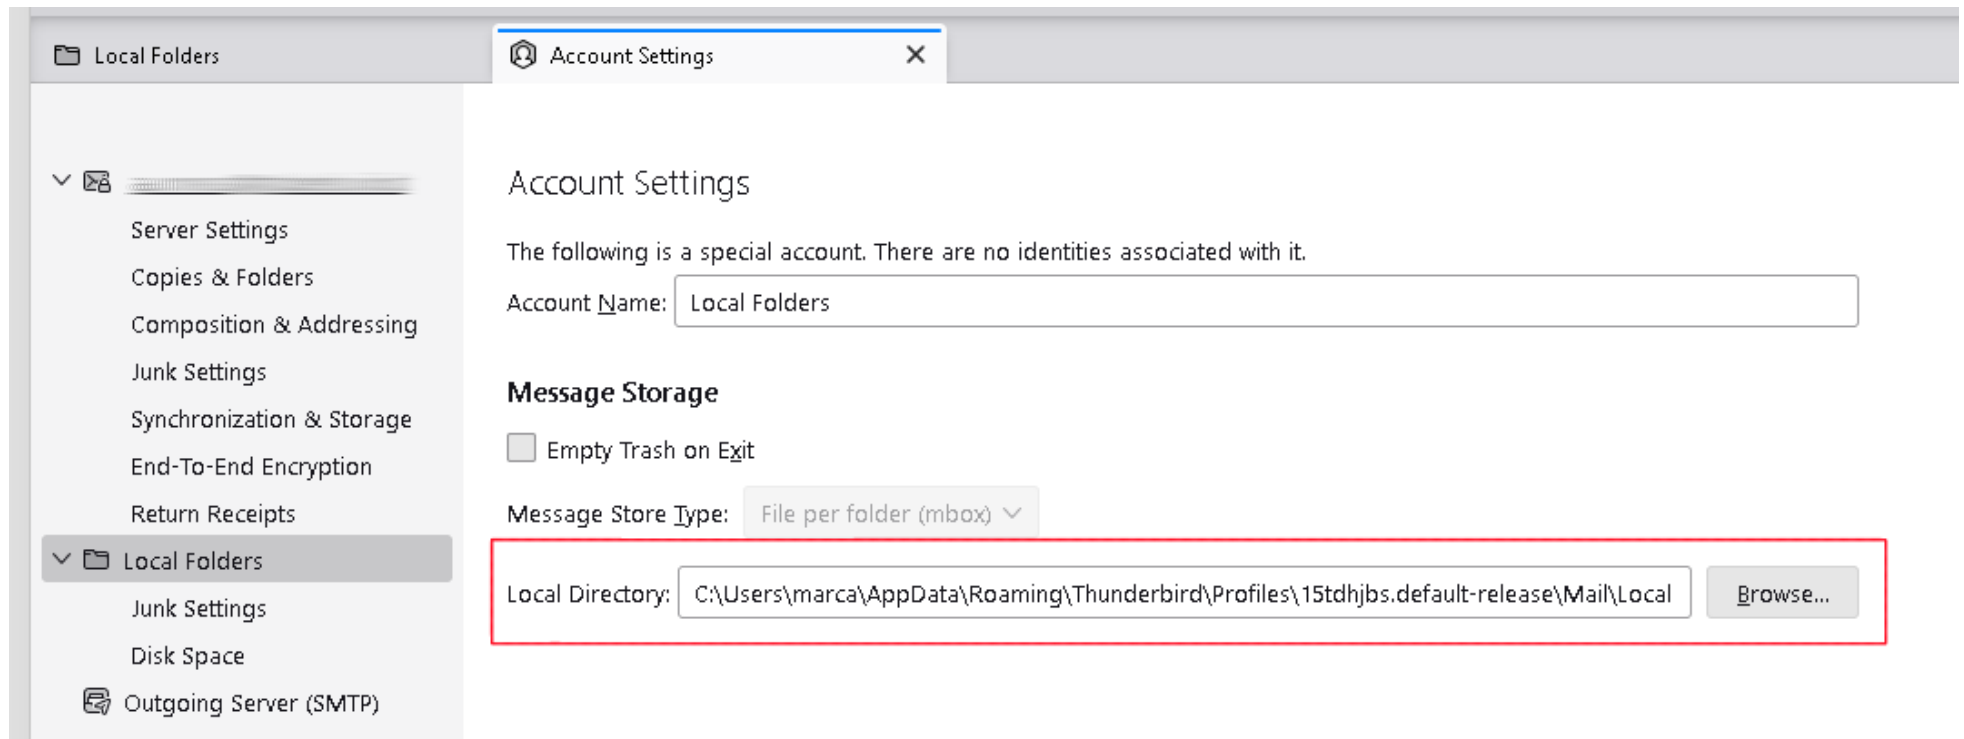 Local Folders
Account Settings
Server Settings
Copies & Folders
Composition & Addressing
Junk Settings
Synchronization & Storage
End-To-End Encryption
Return Receipts
Local Folders
Junk Settings
Disk Space
Outgoing Server (SMTP)
Account Settings
The following is a special account. There are no identities associated with it.
Account Name: Local Folders
Message Storage
Empty Trash on Exit
Message Store Type: File per folder (mbox)
Local Directory: C:\Users\marca\AppData\Roaming\Thunderbird\Profiles\15tdhjbs.default-release\Mail\Local Browse...